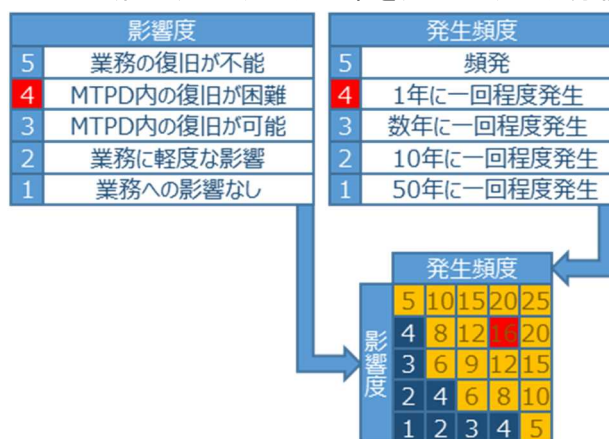 影響度
5 業務の復旧が不能
4 MTPD内の復旧が困難
3 MTPD内の復旧が可能
2 業務に軽度な影響
1 業務への影響なし
発生頻度
5 頻発
4 1年に一回程度発生
3 数年に一回程度発生
2 10年に一回程度発生
1 50年に一回程度発生
発生頻度
影響度
5 10 15 20 25
4 8 12 16 20
3 6 9 12 15
2 4 6 8 10
1 2 3 4 5